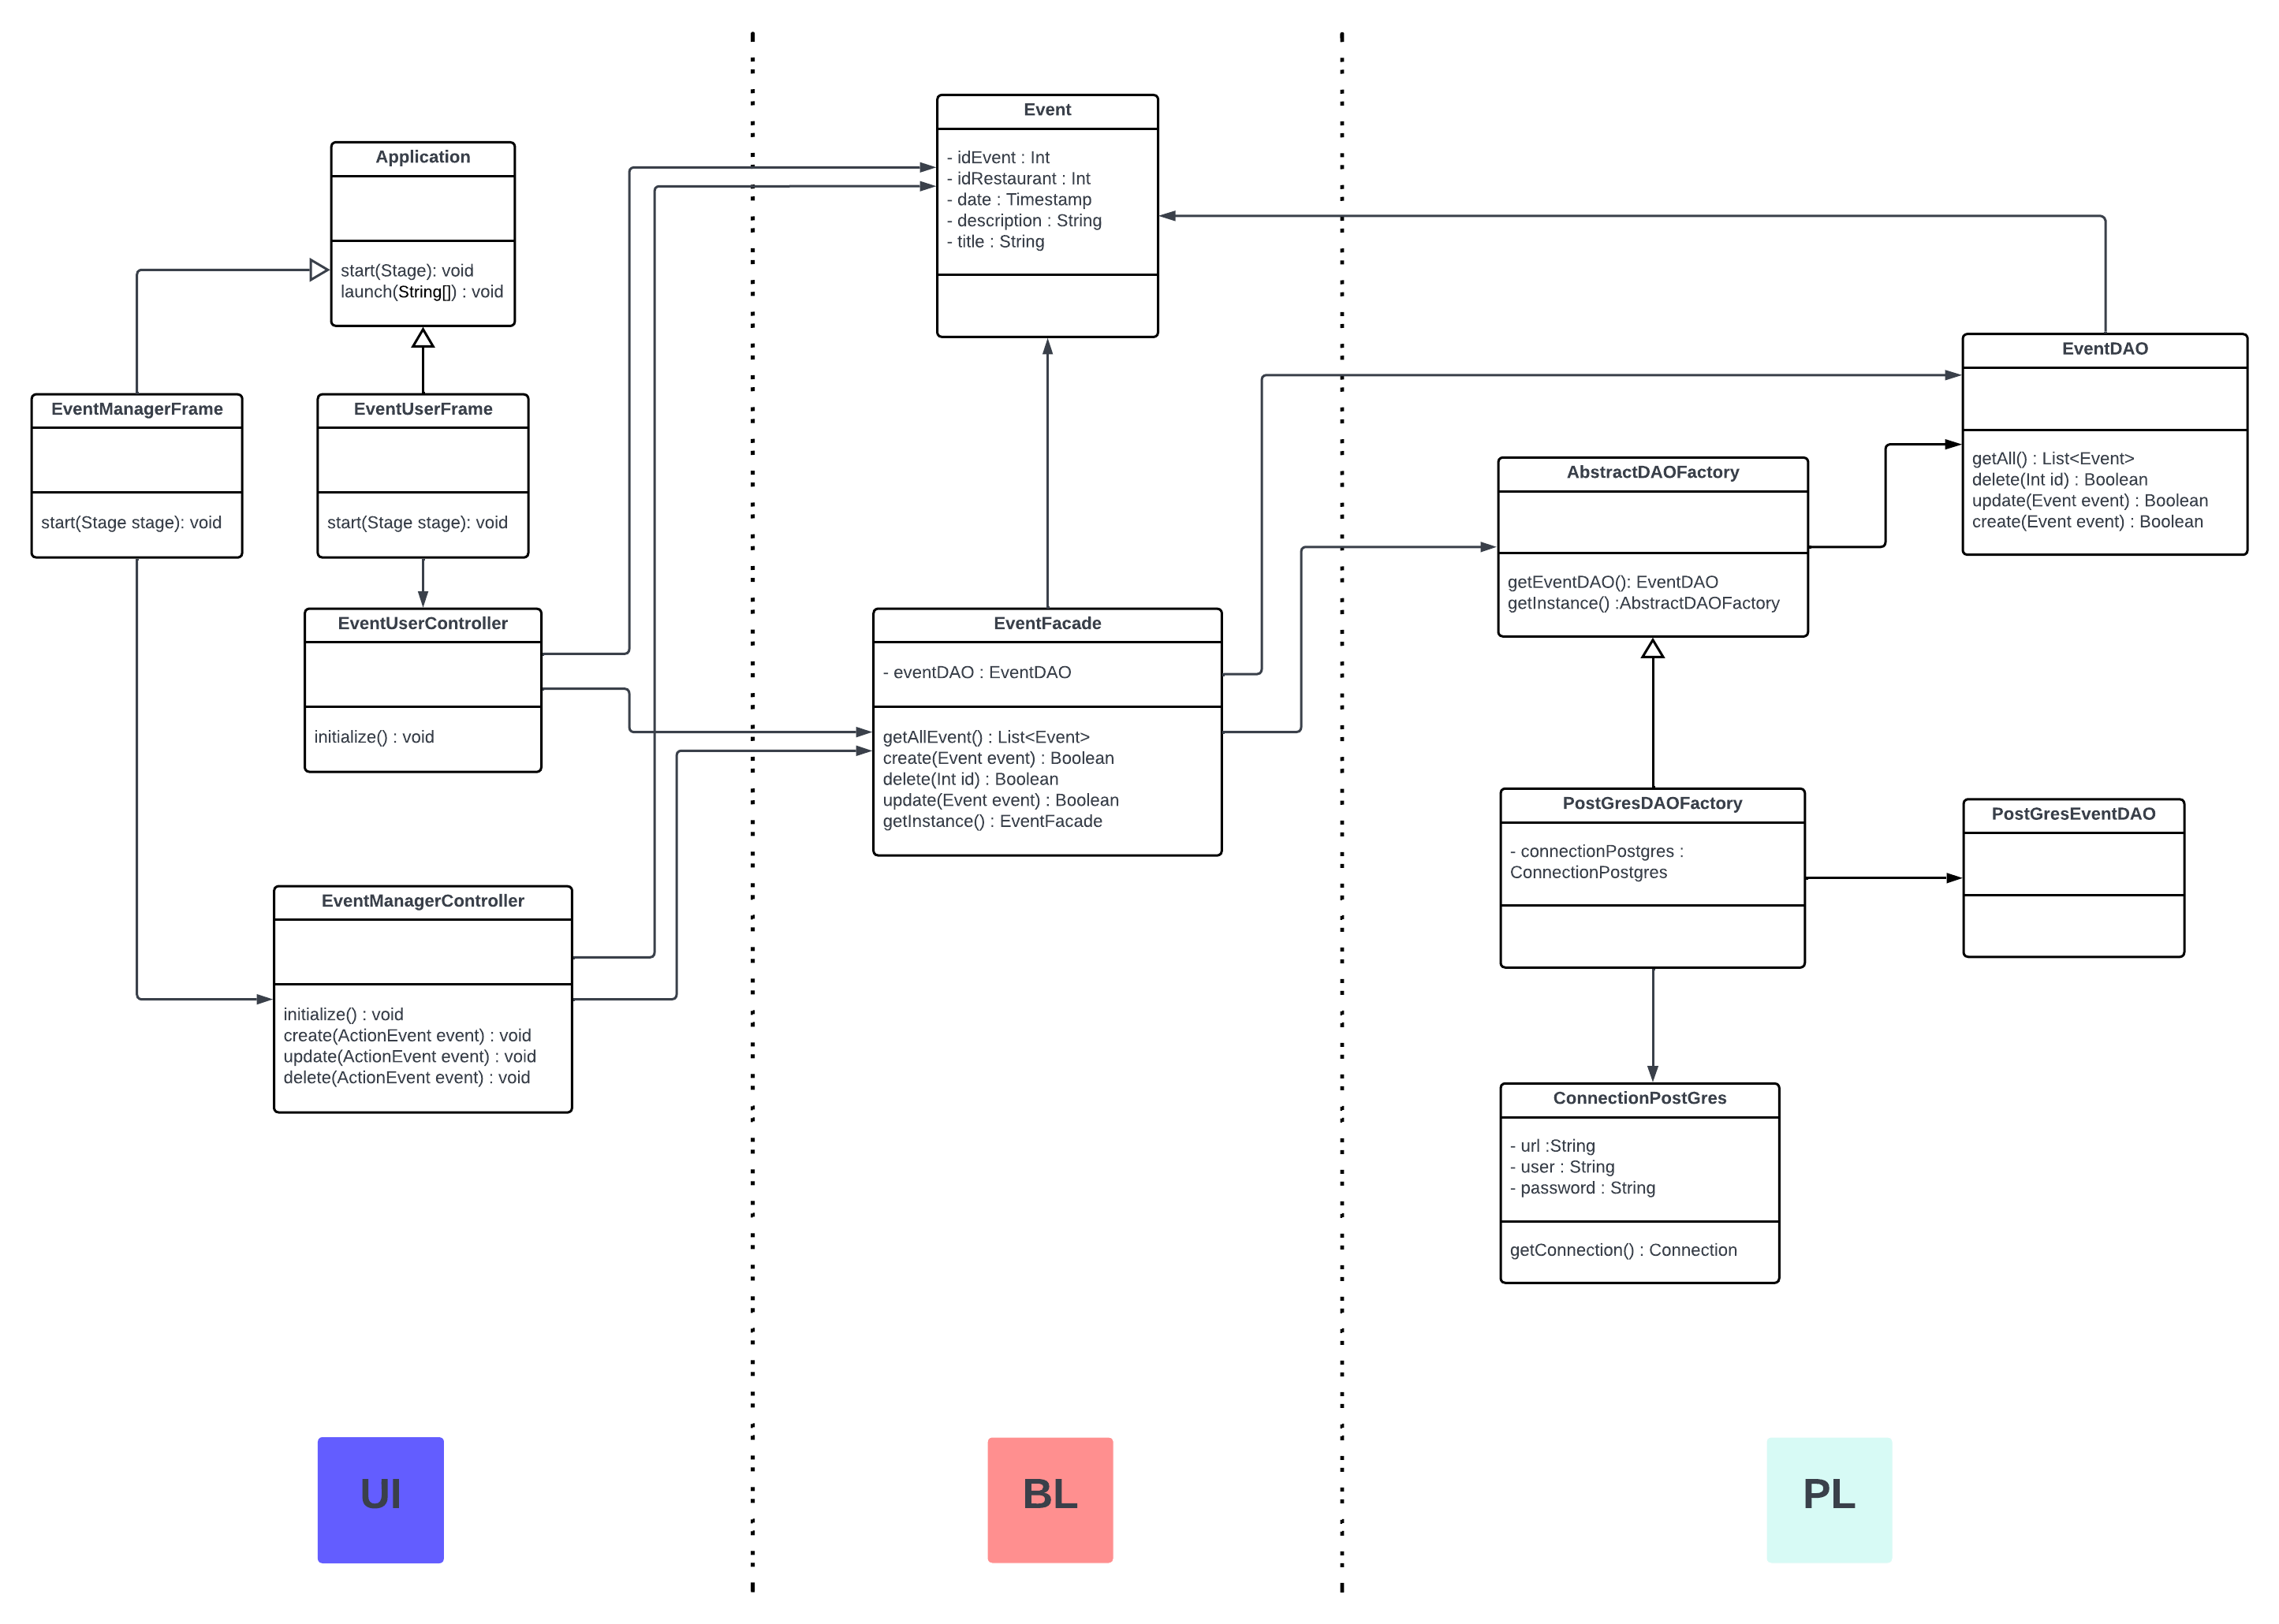 Application
start(Stage): void
launch(String[]) : void
EventManagerFrame
start(Stage stage): void
EventUserFrame
start(Stage stage): void
EventUserController
initialize() : void
EventManagerController
initialize() : void
create(ActionEvent event) : void
update(ActionEvent event) : void
delete(ActionEvent event) : void
UI
Event
- idEvent : Int
- idRestaurant : Int
- date : Timestamp
- description : String
- title : String
EventFacade
- eventDAO : EventDAO
getAllEvent() : List<Event>
create(Event event) : Boolean
delete(Int id) : Boolean
update(Event event) : Boolean
getInstance() : EventFacade
BL
EventDAO
getAll() : List<Event>
delete(Int id) : Boolean
update(Event event) : Boolean
create(Event event) : Boolean
AbstractDAOFactory
getEventDAO(): EventDAO
getInstance() :AbstractDAOFactory
PostGresDAOFactory
- connectionPostgres :
ConnectionPostgres
PostGresEventDAO
ConnectionPostGres
- url :String
- user : String
- password : String
getConnection() : Connection
PL